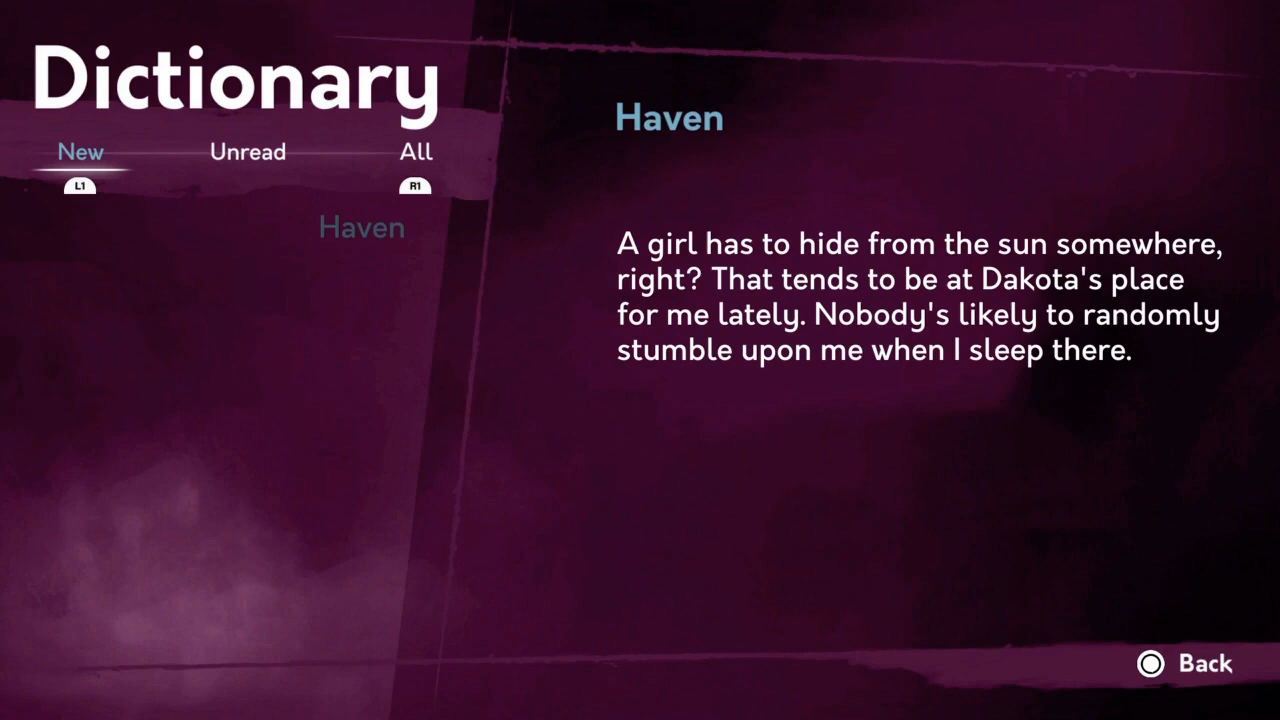 Dictionary
New Unread All
L1 R1
Haven
Haven
A girl has to hide from the sun somewhere,
right? That tends to be at Dakota's place
for me lately. Nobody's likely to randomly
stumble upon me when I sleep there.
Back